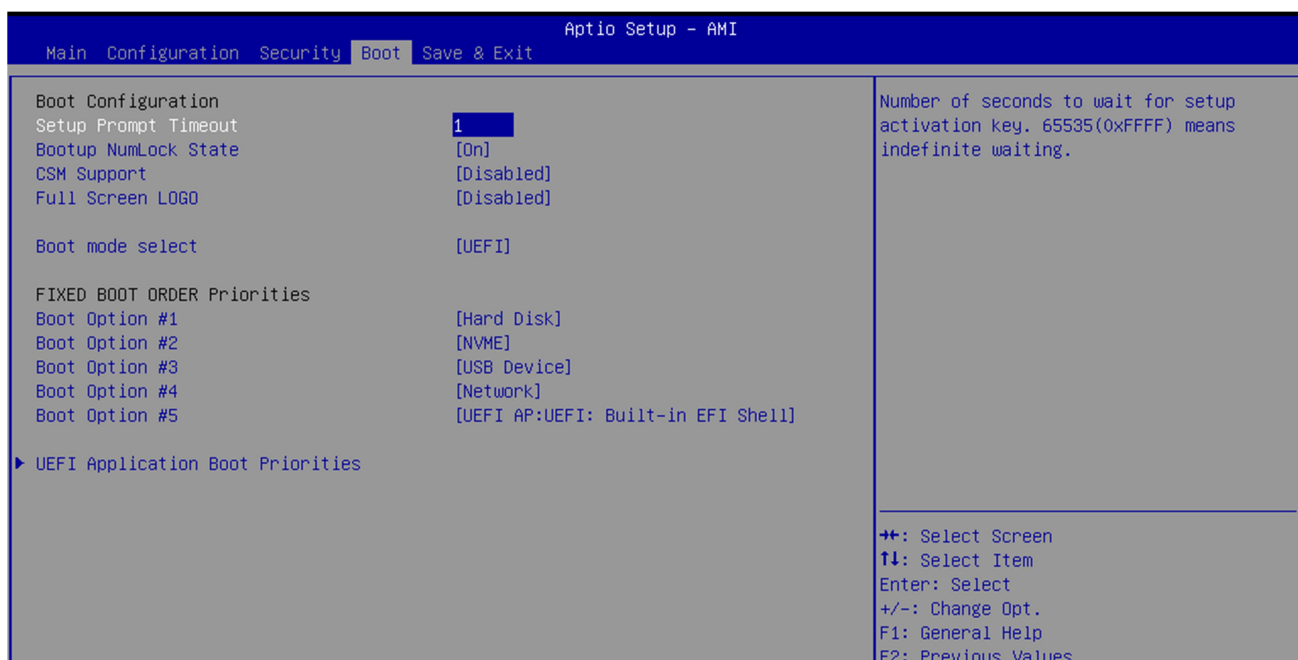 Aptio Setup - AMI
Main Configuration Security Boot Save & Exit
Boot Configuration
Setup Prompt Timeout 1
Bootup NumLock State [On]
CSM Support [Disabled]
Full Screen LOGO [Disabled]
Boot mode select [UEFI]
FIXED BOOT ORDER Priorities
Boot Option #1 [Hard Disk]
Boot Option #2 [NVME]
Boot Option #3 [USB Device]
Boot Option #4 [Network]
Boot Option #5 [UEFI AP:UEFI: Built-in EFI Shell]
UEFI Application Boot Priorities
Number of seconds to wait for setup
activation key. 65535(0xFFFF) means
indefinite waiting.
→←: Select Screen
↑↓: Select Item
Enter: Select
+/-: Change Opt.
F1: General Help
F2: Previous Values